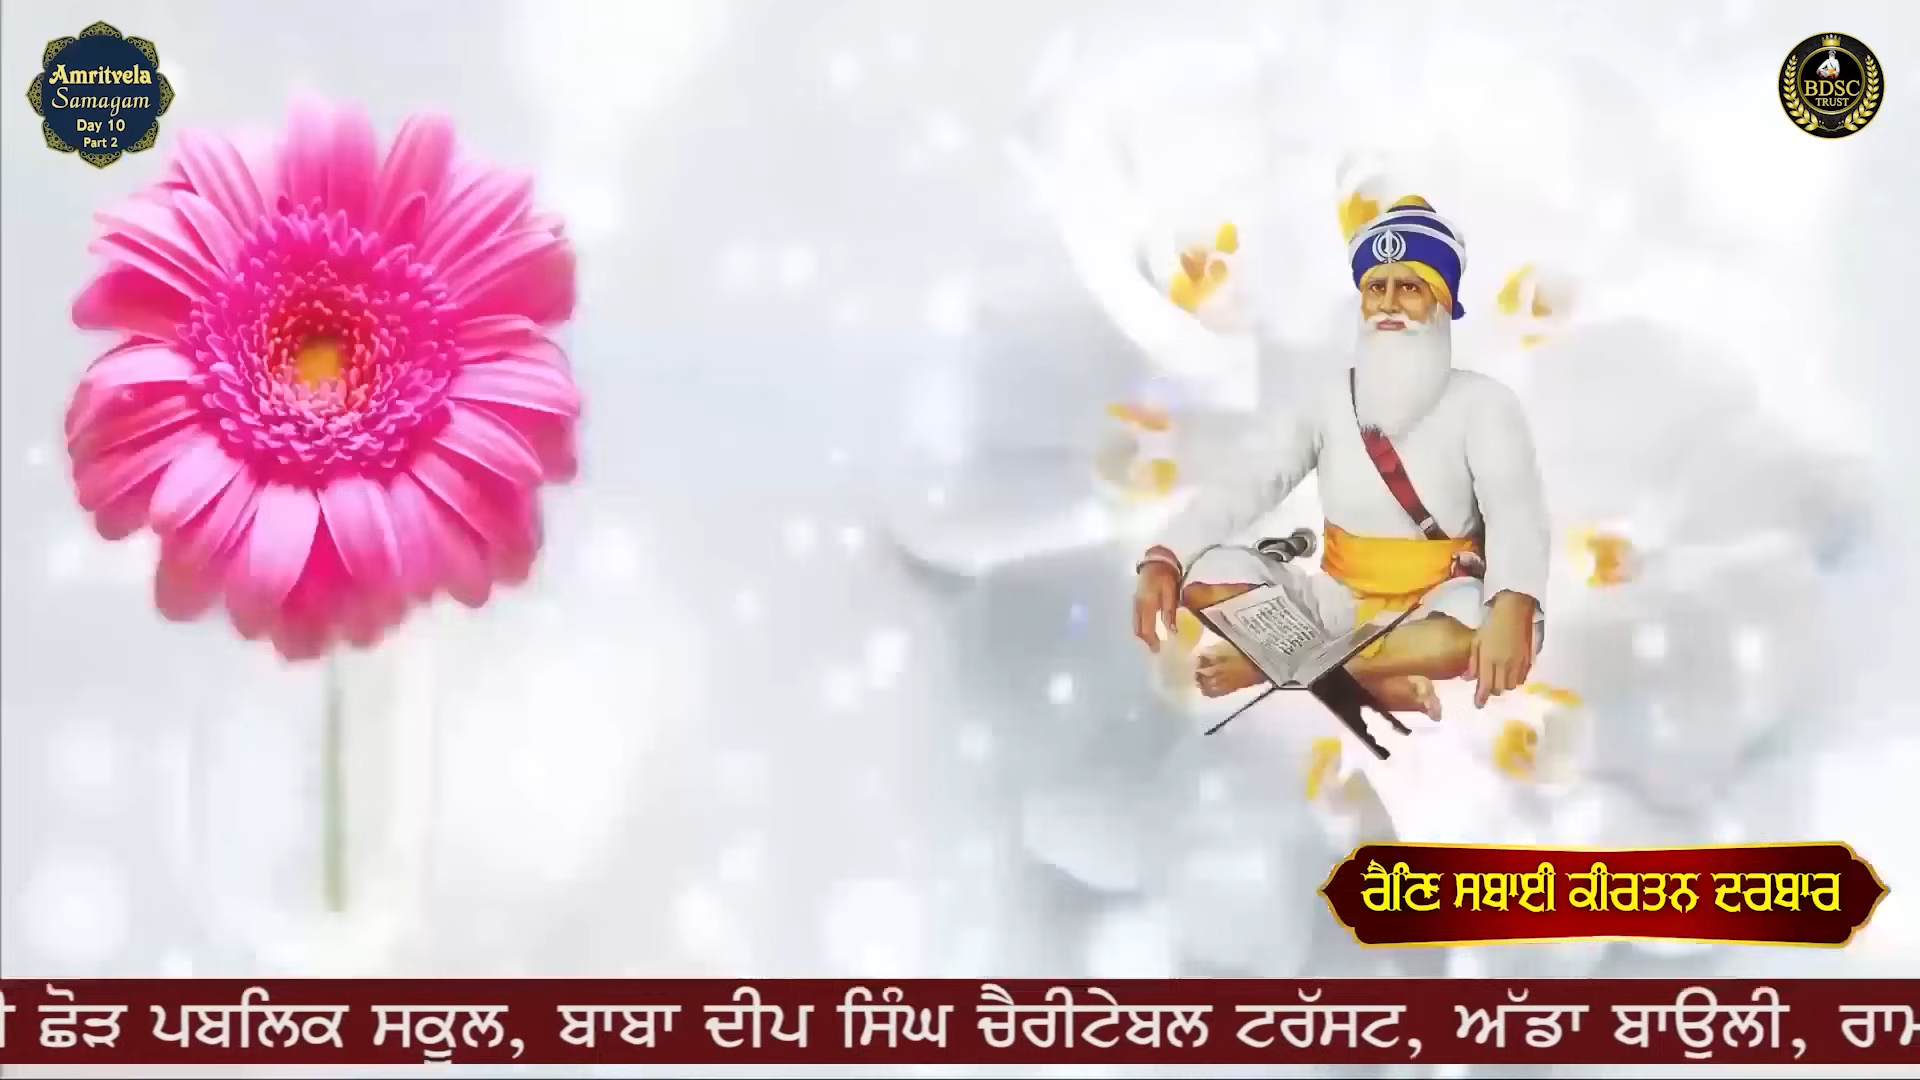 Amritvela
Samagam
Day 10
Part 2
BDSC
TRUST
ਰੈਣਿ ਸਬਾਈ ਕੀਰਤਨ ਦਰਬਾਰ
ਛੋੜ ਪਬਲਿਕ ਸਕੂਲ, ਬਾਬਾ ਦੀਪ ਸਿੰਘ ਚੈਰੀਟੇਬਲ ਟਰੱਸਟ, ਅੱਡਾ ਬਾਉਲੀ,